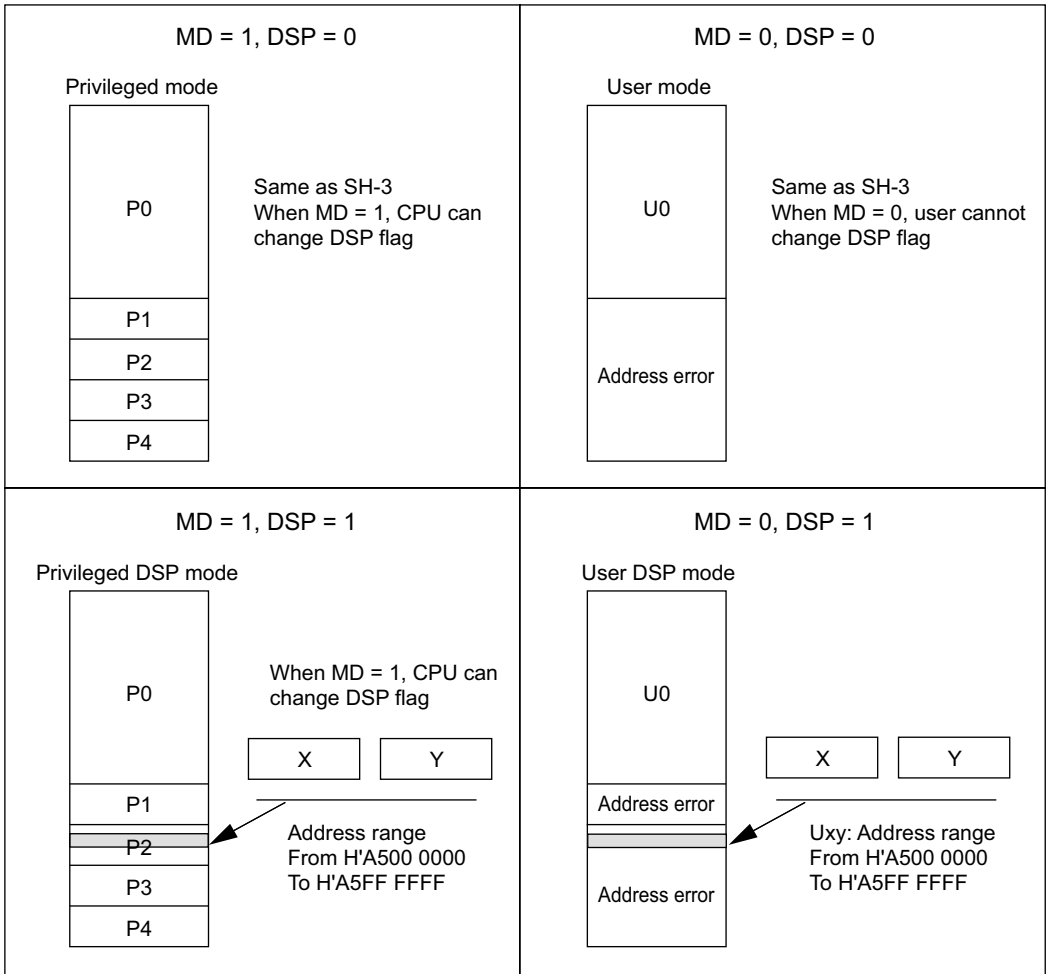 MD = 1, DSP = 0
Privileged mode
P0
Same as SH-3
When MD = 1, CPU can
change DSP flag
P1
P2
P3
P4
MD = 0, DSP = 0
User mode
U0
Same as SH-3
When MD = 0, user cannot
change DSP flag
Address error
MD = 1, DSP = 1
Privileged DSP mode
P0
When MD = 1, CPU can
change DSP flag
X
Y
P1
P2
P3
P4
Address range
From H'A500 0000
To H'A5FF FFFF
MD = 0, DSP = 1
User DSP mode
U0
X
Y
Address error
Uxy: Address range
From H'A500 0000
To H'A5FF FFFF
Address error